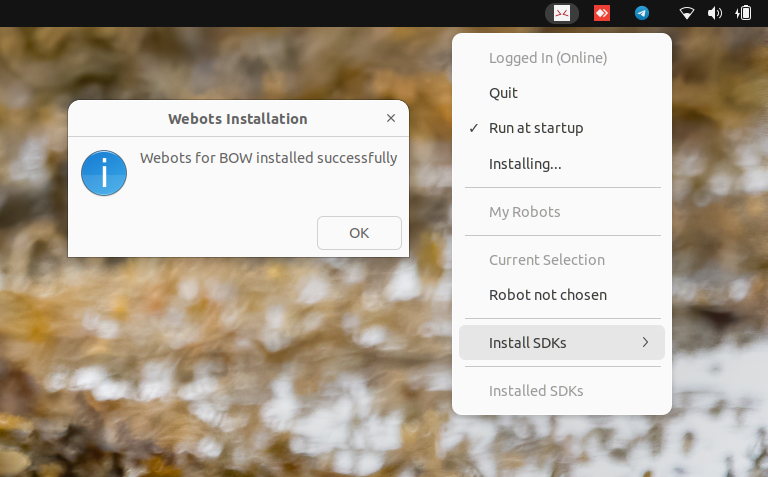 Webots Installation
Webots for BOW installed successfully
OK
Logged In (Online)
Quit
✓ Run at startup
Installing...
My Robots
Current Selection
Robot not chosen
Install SDKs
Installed SDKs